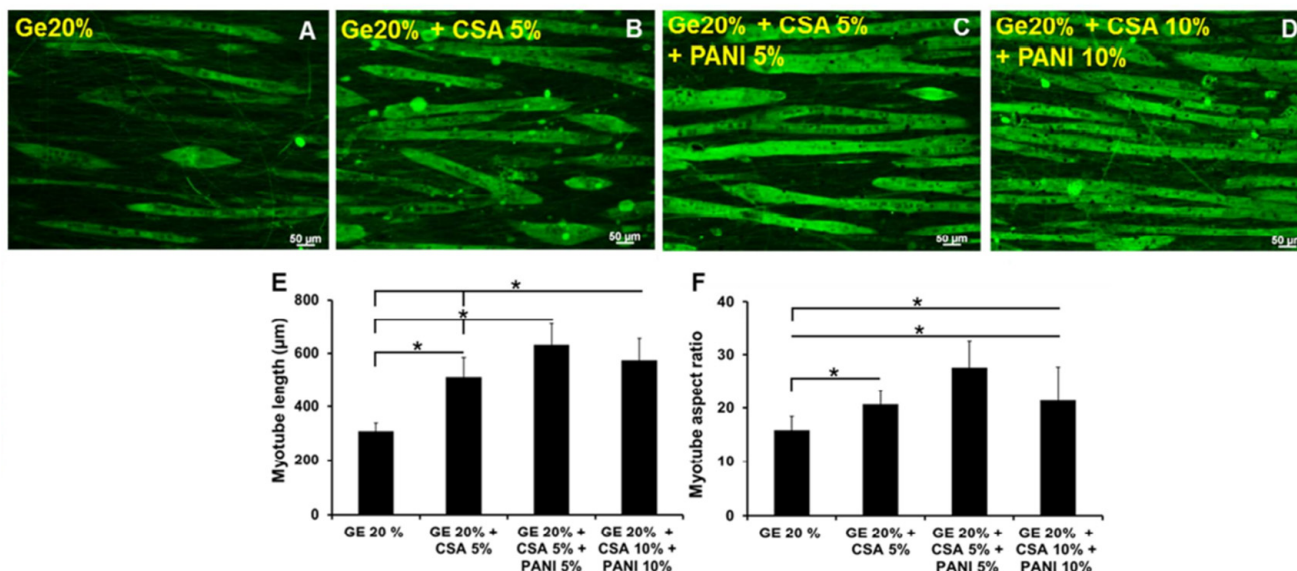 Ge20%
A
Ge20% + CSA 5%
B
Ge20% + CSA 5%
+ PANI 5%
C
Ge20% + CSA 10%
+ PANI 10%
D
50 µm
50 µm
50 µm
50 µm
E
Myotube length (µm)
800
600
400
200
0
*
*
*
GE 20 %
GE 20% +
CSA 5%
GE 20% +
CSA 5% +
PANI 5%
GE 20% +
CSA 10% +
PANI 10%
F
Myotube aspect ratio
40
30
20
10
0
*
*
*
GE 20%
GE 20% +
CSA 5%
GE 20% +
CSA 5% +
PANI 5%
GE 20% +
CSA 10% +
PANI 10%